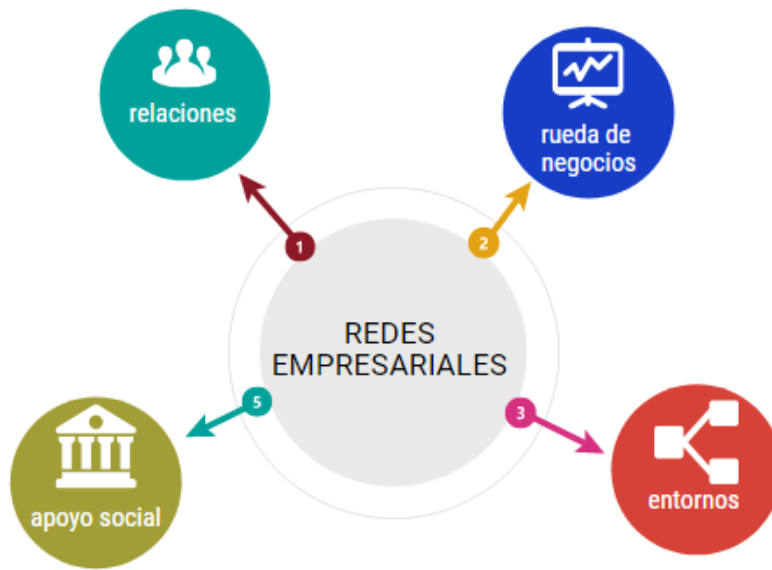 relaciones
rueda de
negocios
1
2
REDES
EMPRESARIALES
5
3
apoyo social
entornos